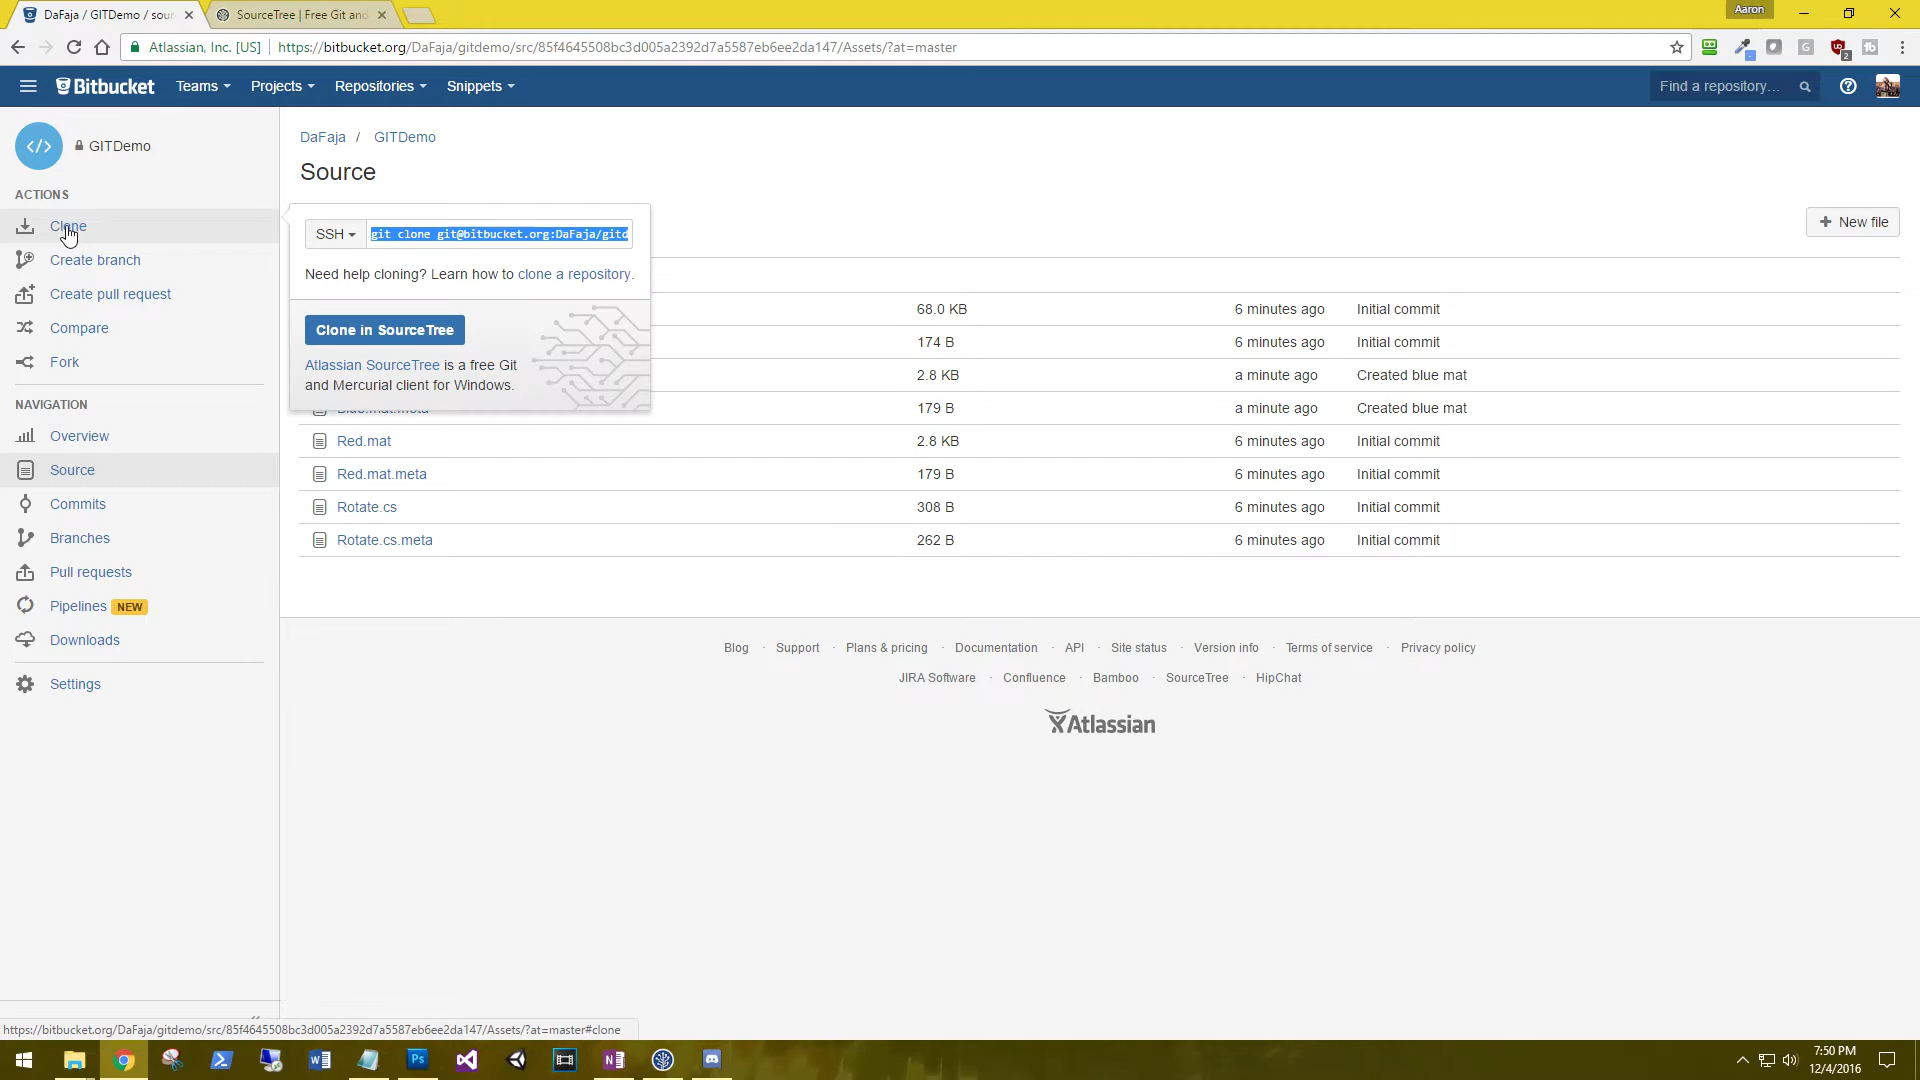 DaFaja / GITDemo / sour
SourceTree | Free Git and
Aaron
Atlassian, Inc. [US]
https://bitbucket.org/DaFaja/gitdemo/src/85f4645508bc3d005a2392d7a5587eb6ee2da147/Assets/?at=master
2
Bitbucket
Teams
Projects
Repositories
Snippets
Find a repository...
</> GITDemo
DaFaja / GITDemo
Source
ACTIONS
Clone
Create branch
Create pull request
Compare
Fork
NAVIGATION
Overview
Source
Commits
Branches
Pull requests
Pipelines NEW
Downloads
Settings
SSH
git clone git@bitbucket.org:DaFaja/gitd
Need help cloning? Learn how to clone a repository.
Clone in SourceTree
Atlassian SourceTree is a free Git
and Mercurial client for Windows.
New file
68.0 KB 6 minutes ago Initial commit
174 B 6 minutes ago Initial commit
2.8 KB a minute ago Created blue mat
Blue.mat.meta 179 B a minute ago Created blue mat
Red.mat 2.8 KB 6 minutes ago Initial commit
Red.mat.meta 179 B 6 minutes ago Initial commit
Rotate.cs 308 B 6 minutes ago Initial commit
Rotate.cs.meta 262 B 6 minutes ago Initial commit
Blog · Support · Plans & pricing · Documentation · API · Site status · Version info · Terms of service · Privacy policy
JIRA Software · Confluence · Bamboo · SourceTree · HipChat
Atlassian
https://bitbucket.org/DaFaja/gitdemo/src/85f4645508bc3d005a2392d7a5587eb6ee2da147/Assets/?at=master#clone
7:50 PM
12/4/2016